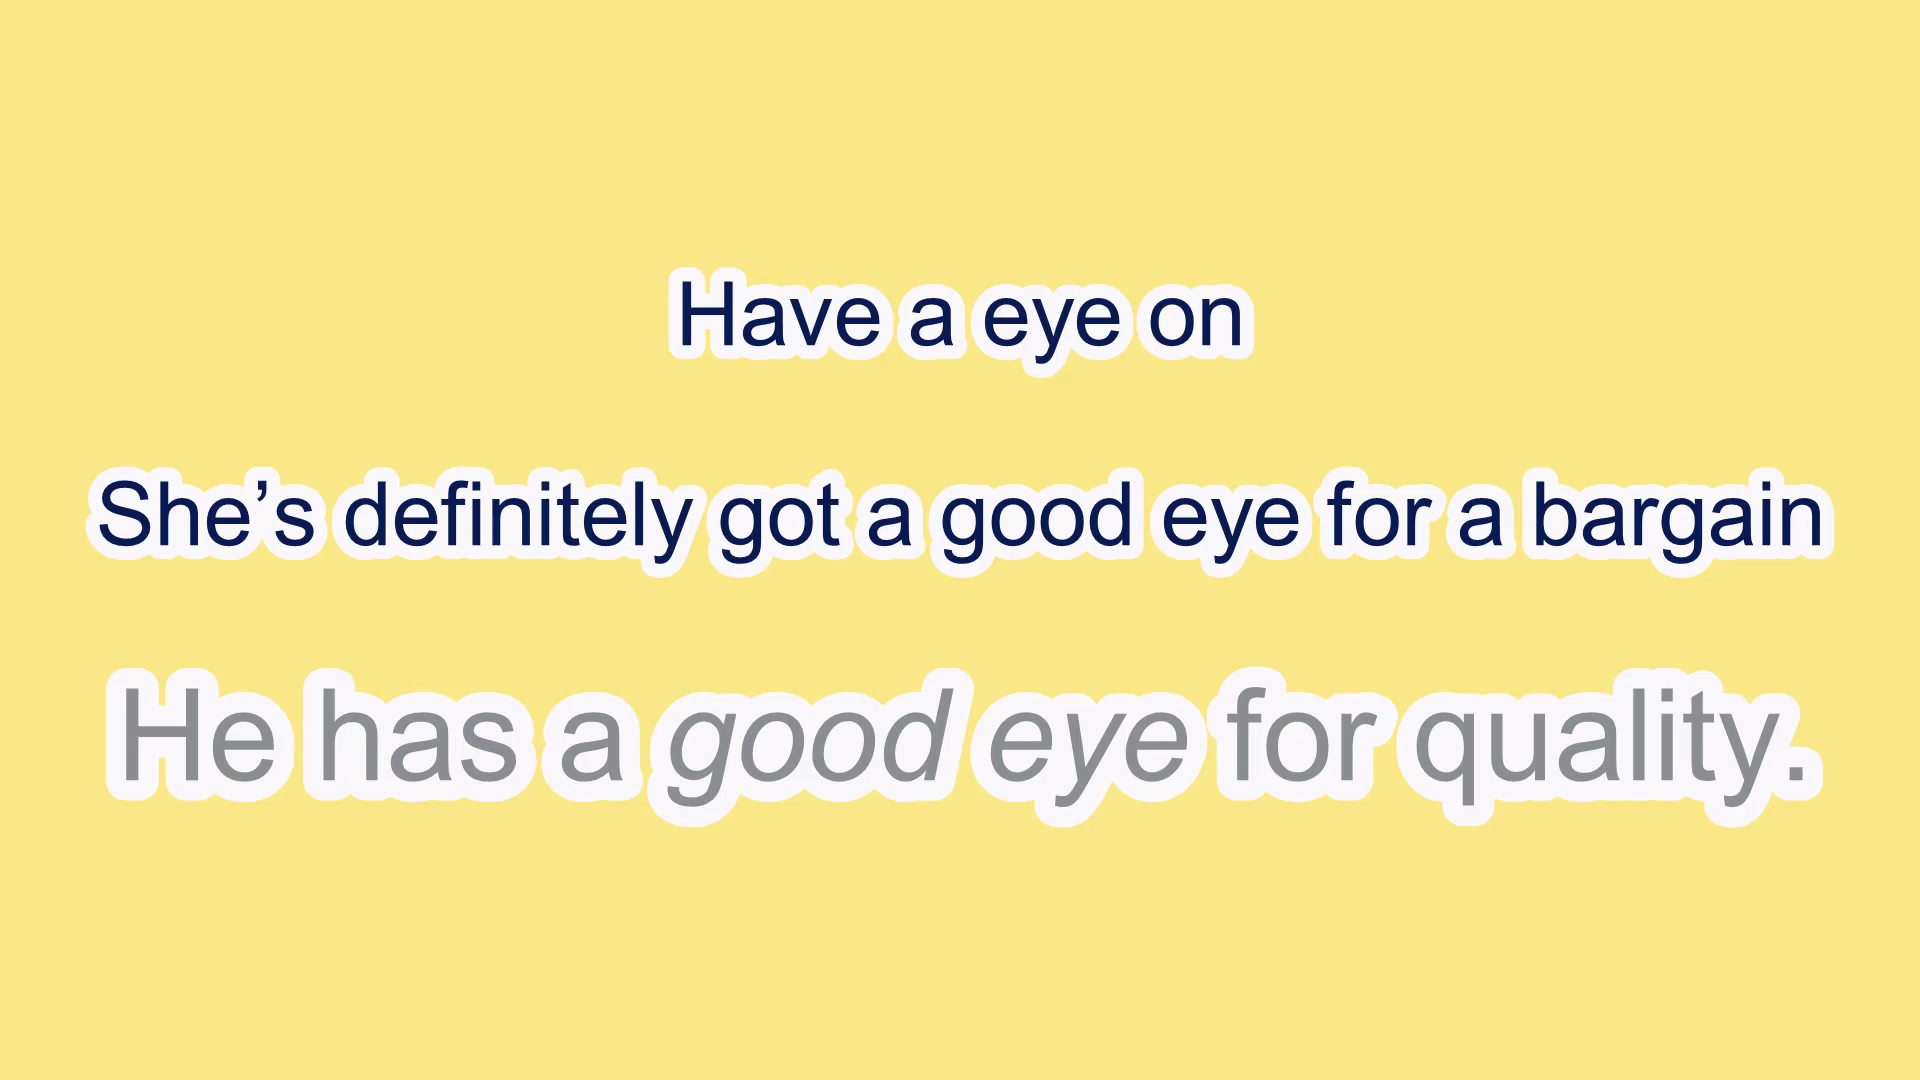 Have a eye on
She’s definitely got a good eye for a bargain
He has a good eye for quality.